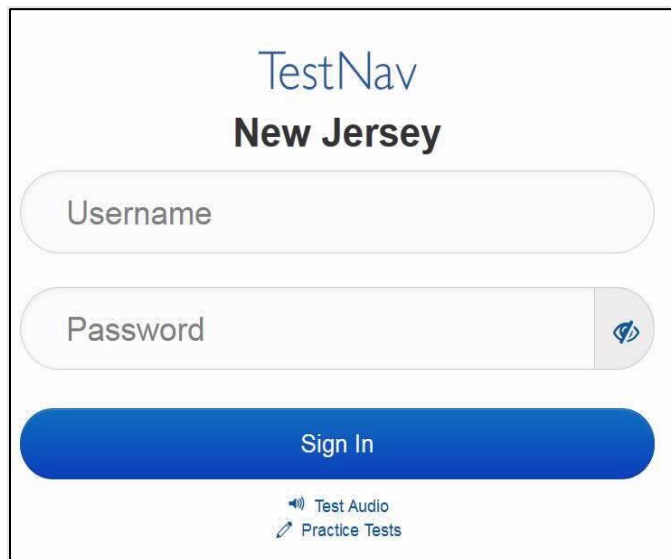 TestNav
New Jersey
Username
Password
Sign In
Test Audio
Practice Tests